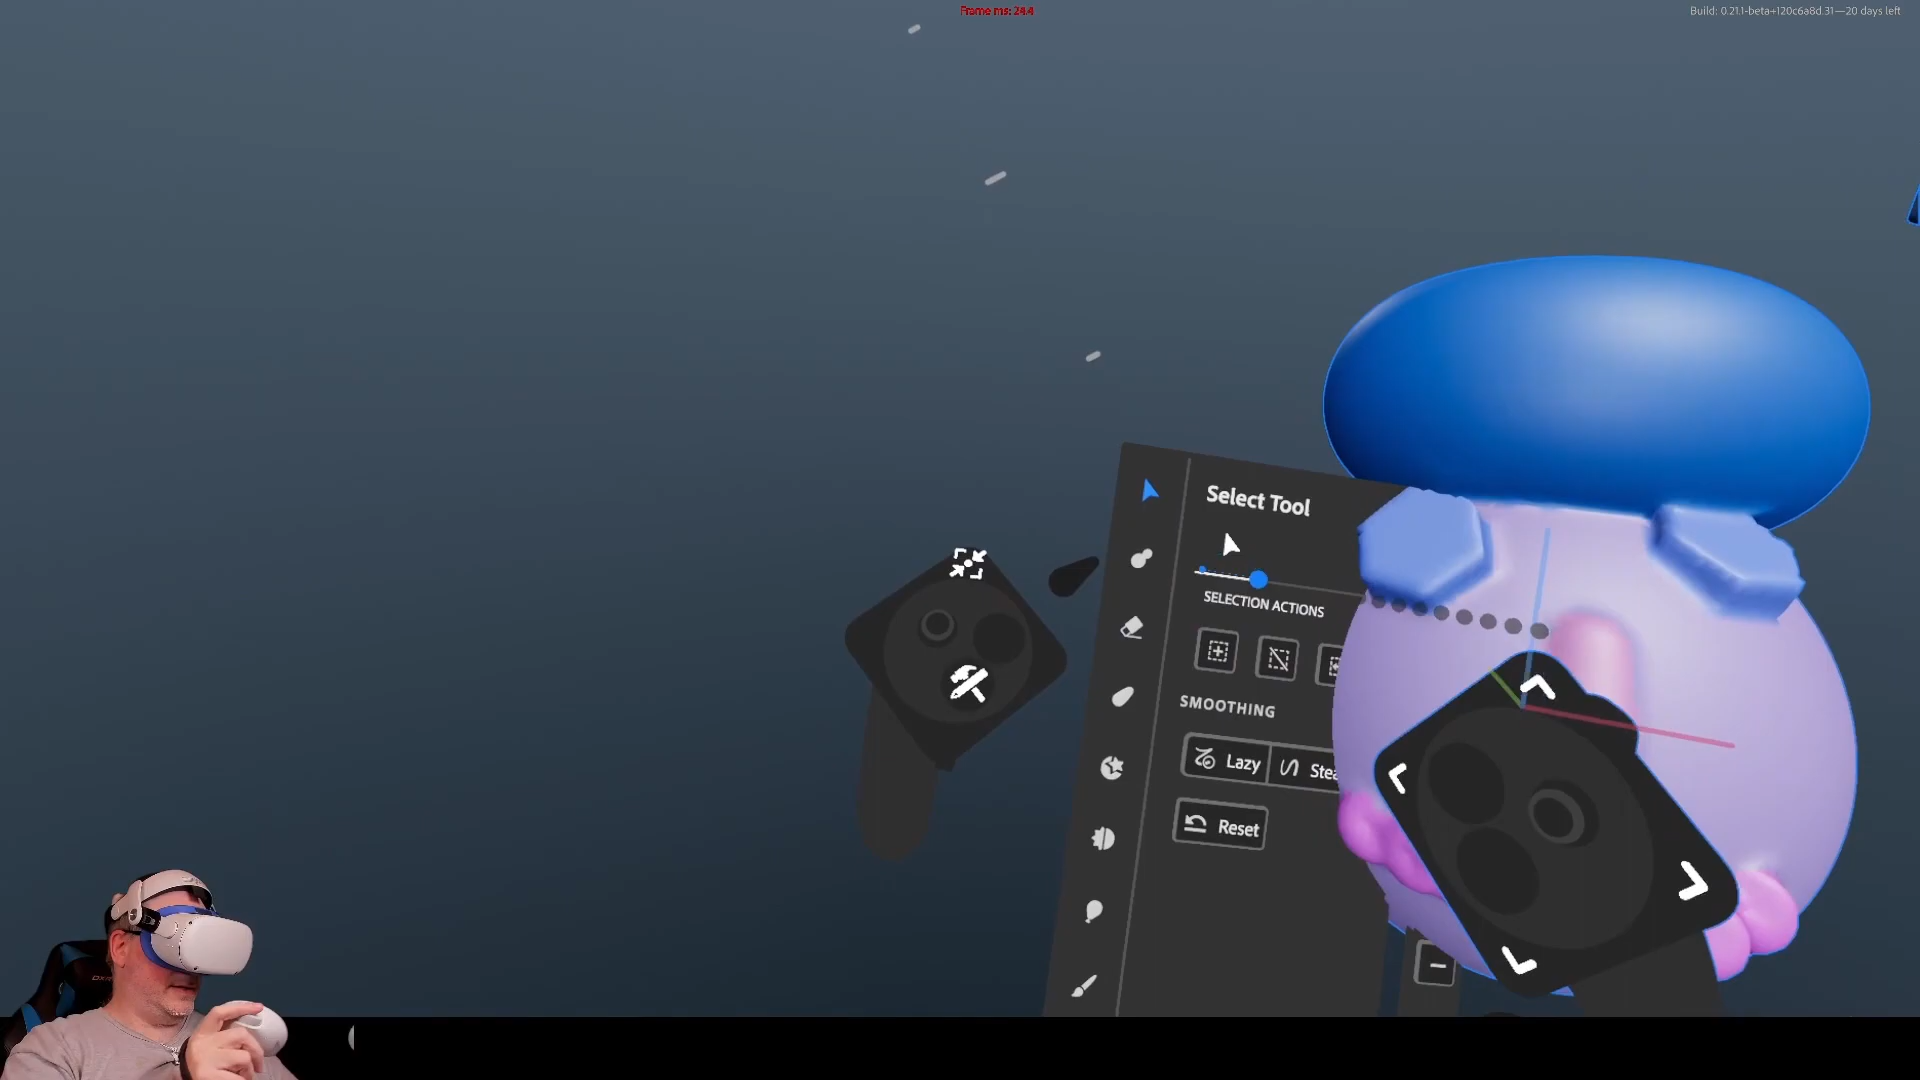 Frame ms: 24.4
Build: 0.21.1-beta+120c6a8d.31—20 days left
Select Tool
SELECTION ACTIONS
SMOOTHING
Lazy
Reset